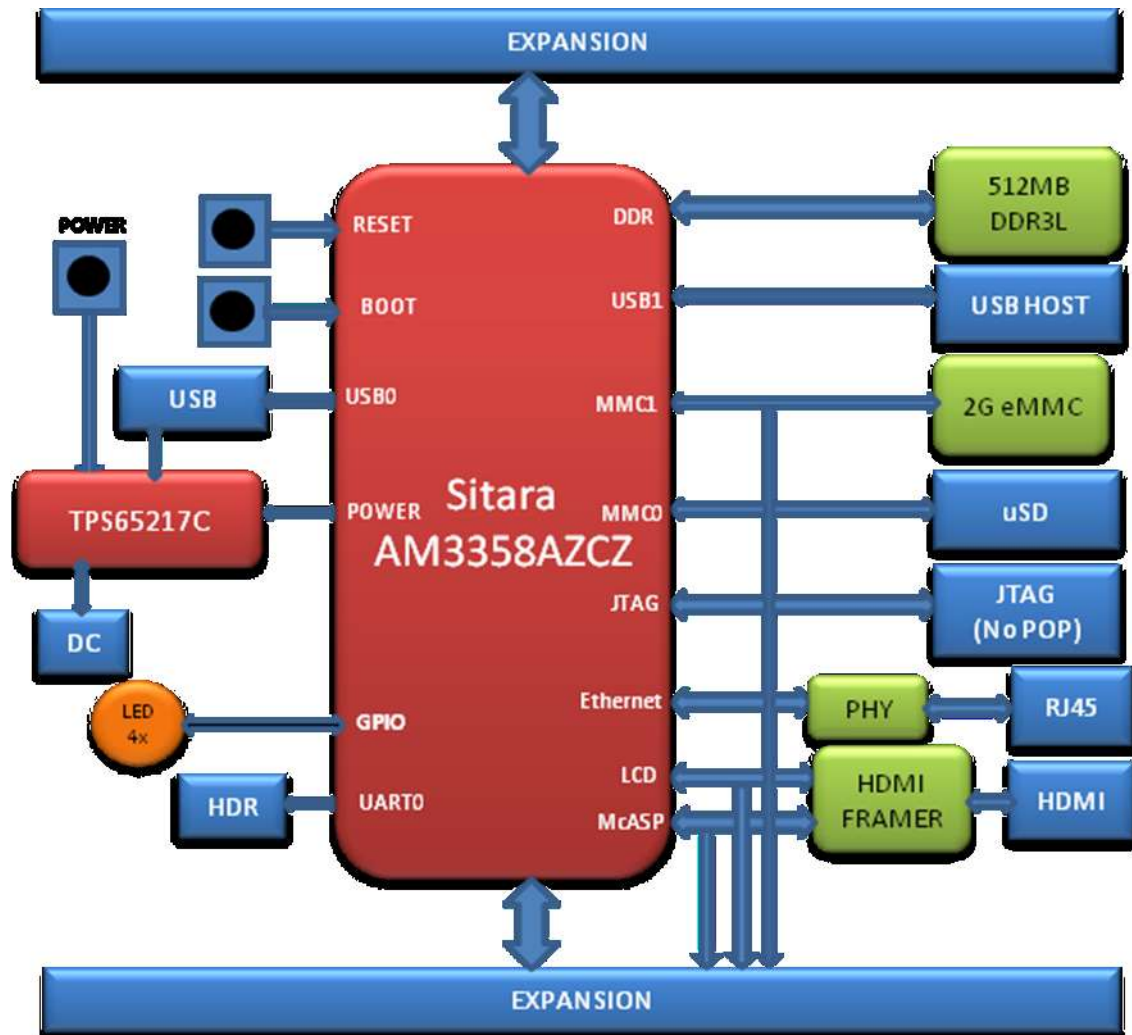 EXPANSION
POWER
RESET
BOOT
USB
USB0
TPS65217C
POWER
DC
LED
4x
GPIO
HDR
UART0
Sitara
AM3358AZCZ
DDR
512MB
DDR3L
USB1
USB HOST
MMC1
2G eMMC
MMC0
uSD
JTAG
JTAG
(No POP)
Ethernet
PHY
RJ45
LCD
McASP
HDMI
FRAMER
HDMI
EXPANSION